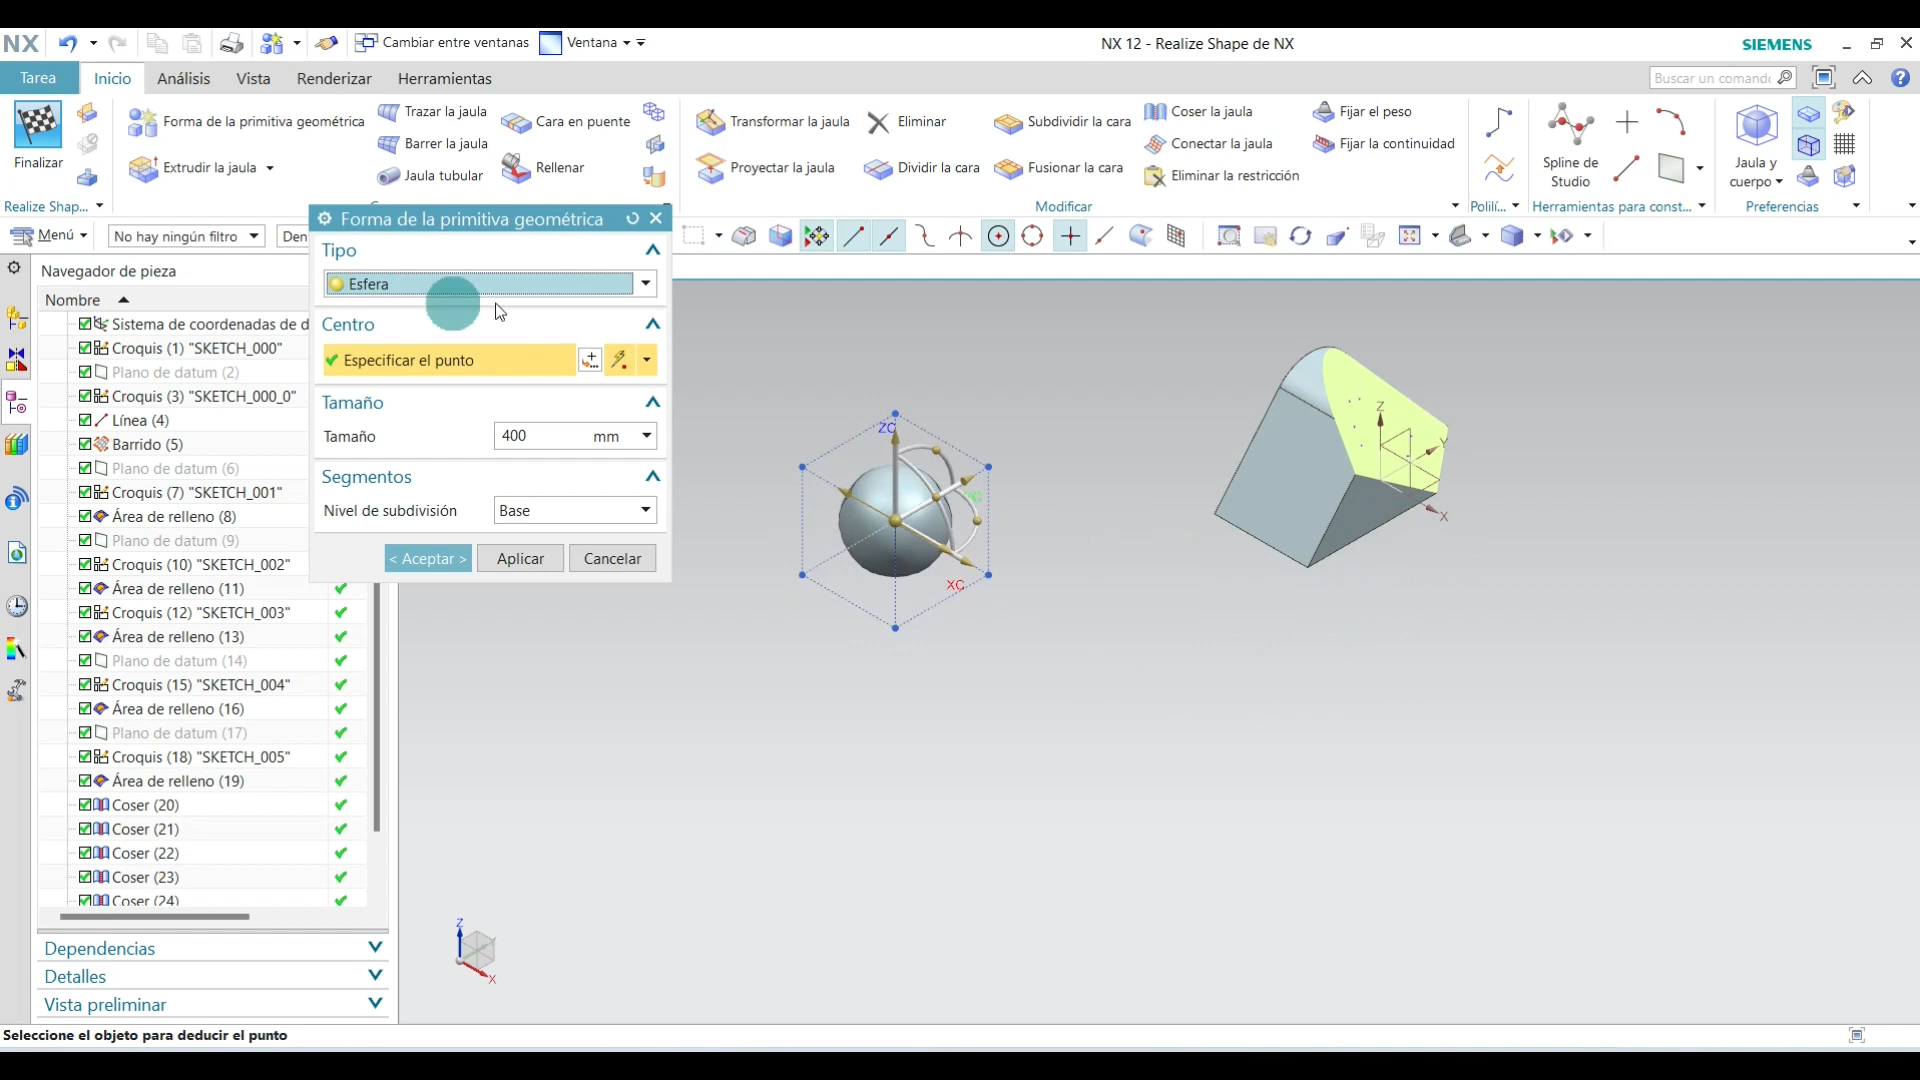 NX
Cambiar entre ventanas
Ventana
NX 12 - Realize Shape de NX
SIEMENS
Tarea
Inicio
Análisis
Vista
Renderizar
Herramientas
Buscar un comando
Finalizar
Forma de la primitiva geométrica
Extrudir la jaula
Trazar la jaula
Barrer la jaula
Jaula tubular
Cara en puente
Rellenar
Transformar la jaula
Proyectar la jaula
Eliminar
Dividir la cara
Subdividir la cara
Fusionar la cara
Coser la jaula
Conectar la jaula
Eliminar la restricción
Fijar el peso
Fijar la continuidad
Spline de
Studio
Jaula y
cuerpo
Realize Shap...
Modificar
Polilí...
Herramientas para const...
Preferencias
Menú
No hay ningún filtro
Den
Forma de la primitiva geométrica
Tipo
Esfera
Centro
Especificar el punto
Tamaño
Tamaño
400 mm
Segmentos
Nivel de subdivisión
Base
< Aceptar >
Aplicar
Cancelar
Navegador de pieza
Nombre
Sistema de coordenadas de d
Croquis (1) "SKETCH_000"
Plano de datum (2)
Croquis (3) "SKETCH_000_0"
Línea (4)
Barrido (5)
Plano de datum (6)
Croquis (7) "SKETCH_001"
Área de relleno (8)
Plano de datum (9)
Croquis (10) "SKETCH_002"
Área de relleno (11)
Croquis (12) "SKETCH_003"
Área de relleno (13)
Plano de datum (14)
Croquis (15) "SKETCH_004"
Área de relleno (16)
Plano de datum (17)
Croquis (18) "SKETCH_005"
Área de relleno (19)
Coser (20)
Coser (21)
Coser (22)
Coser (23)
Coser (24)
Dependencias
Detalles
Vista preliminar
ZC
XC
Z
Y
X
Z
X
Seleccione el objeto para deducir el punto